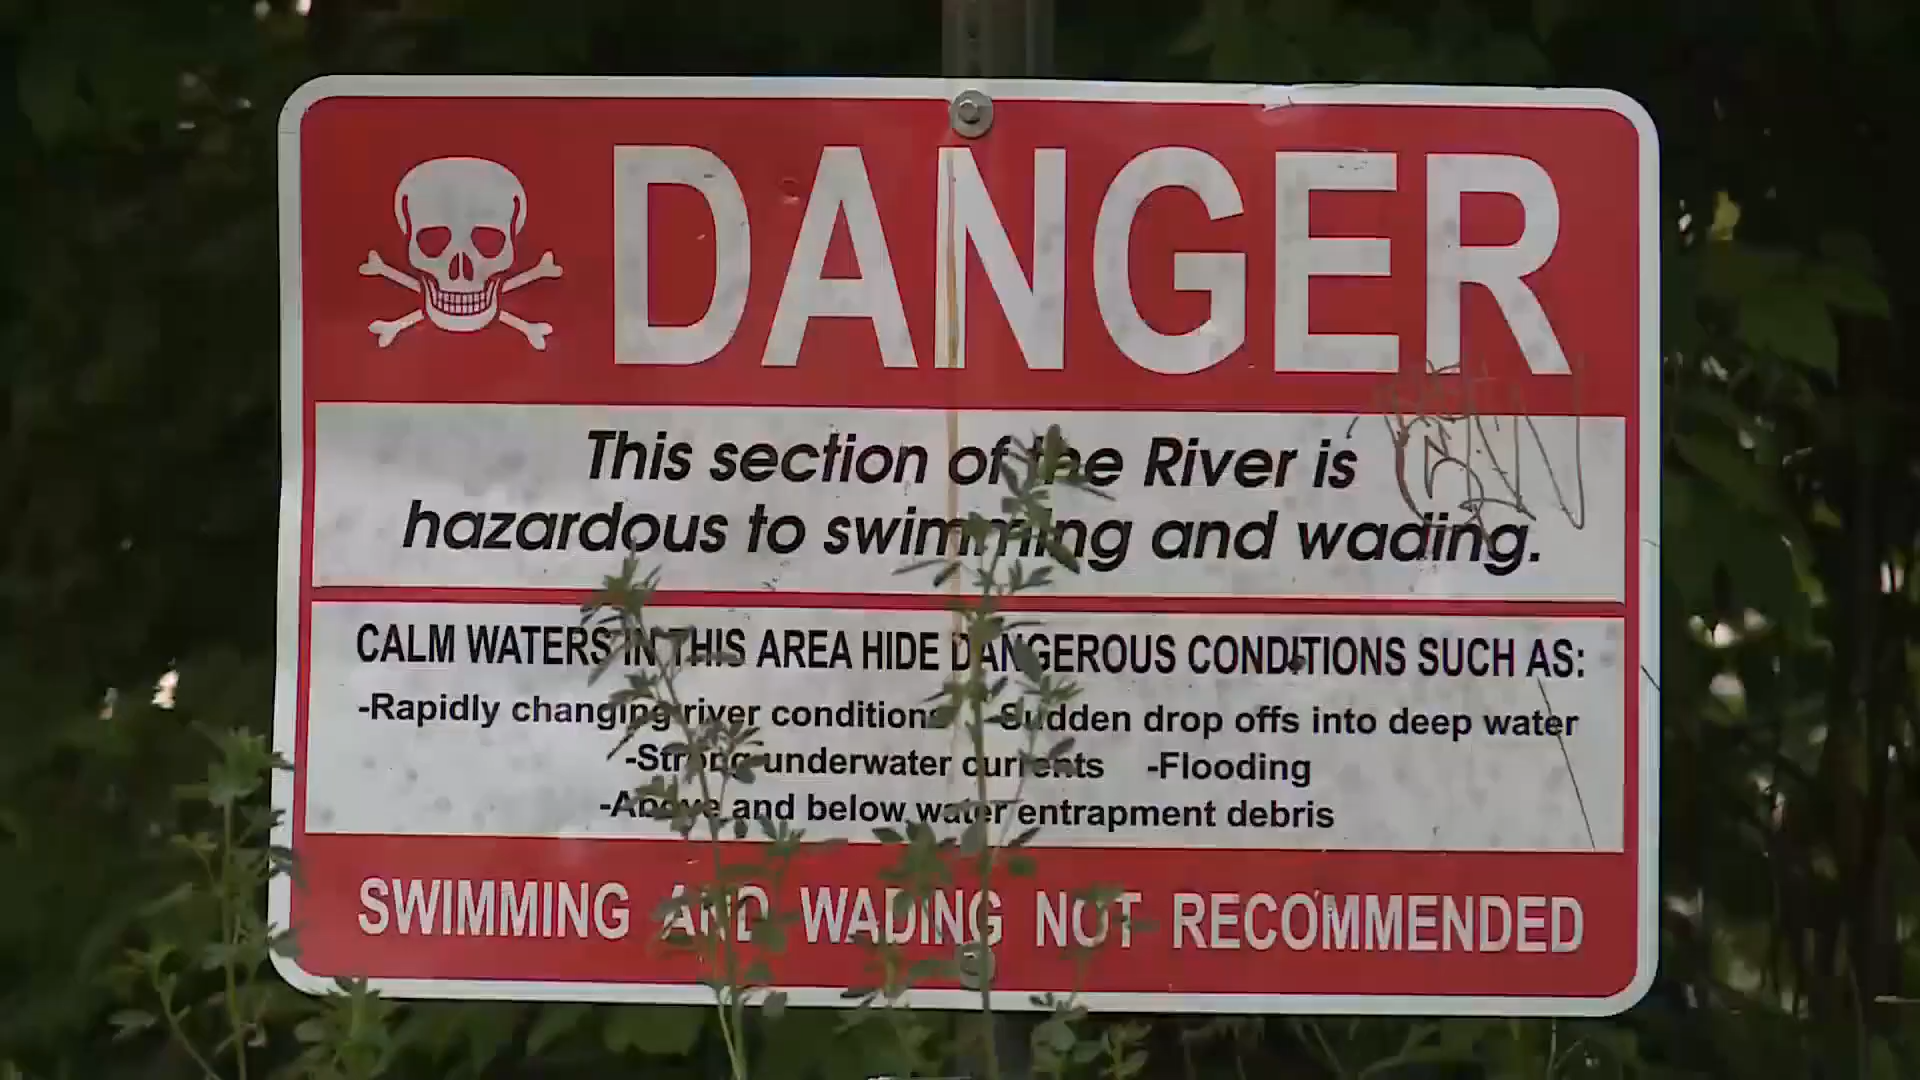 DANGER
This section of the River is
hazardous to swimming and wading.
CALM WATERS IN THIS AREA HIDE DANGEROUS CONDITIONS SUCH AS:
-Rapidly changing river conditions -Sudden drop offs into deep water
-Strong underwater currents -Flooding
-Above and below water entrapment debris
SWIMMING AND WADING NOT RECOMMENDED